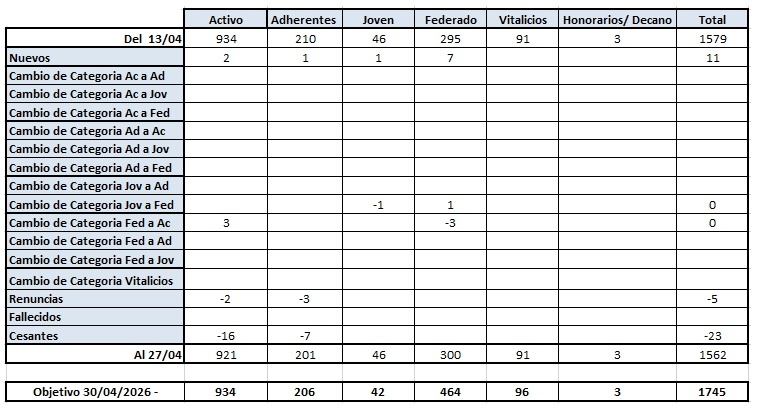 Activo Adherentes Joven Federado Vitalicios Honorarios/ Decano Total
Del 13/04 934 210 46 295 91 3 1579
Nuevos 2 1 1 7 11
Cambio de Categoria Ac a Ad
Cambio de Categoria Ac a Jov
Cambio de Categoria Ac a Fed
Cambio de Categoria Ad a Ac
Cambio de Categoria Ad a Jov
Cambio de Categoria Ad a Fed
Cambio de Categoria Jov a Ad
Cambio de Categoria Jov a Fed -1 1 0
Cambio de Categoria Fed a Ac 3 -3 0
Cambio de Categoria Fed a Ad
Cambio de Categoria Fed a Jov
Cambio de Categoria Vitalicios
Renuncias -2 -3 -5
Fallecidos
Cesantes -16 -7 -23
Al 27/04 921 201 46 300 91 3 1562
Objetivo 30/04/2026 - 934 206 42 464 96 3 1745